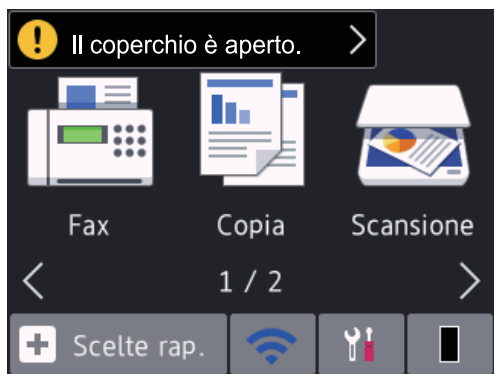 Il coperchio è aperto.
Fax
Copia
Scansione
1 / 2
Scelte rap.